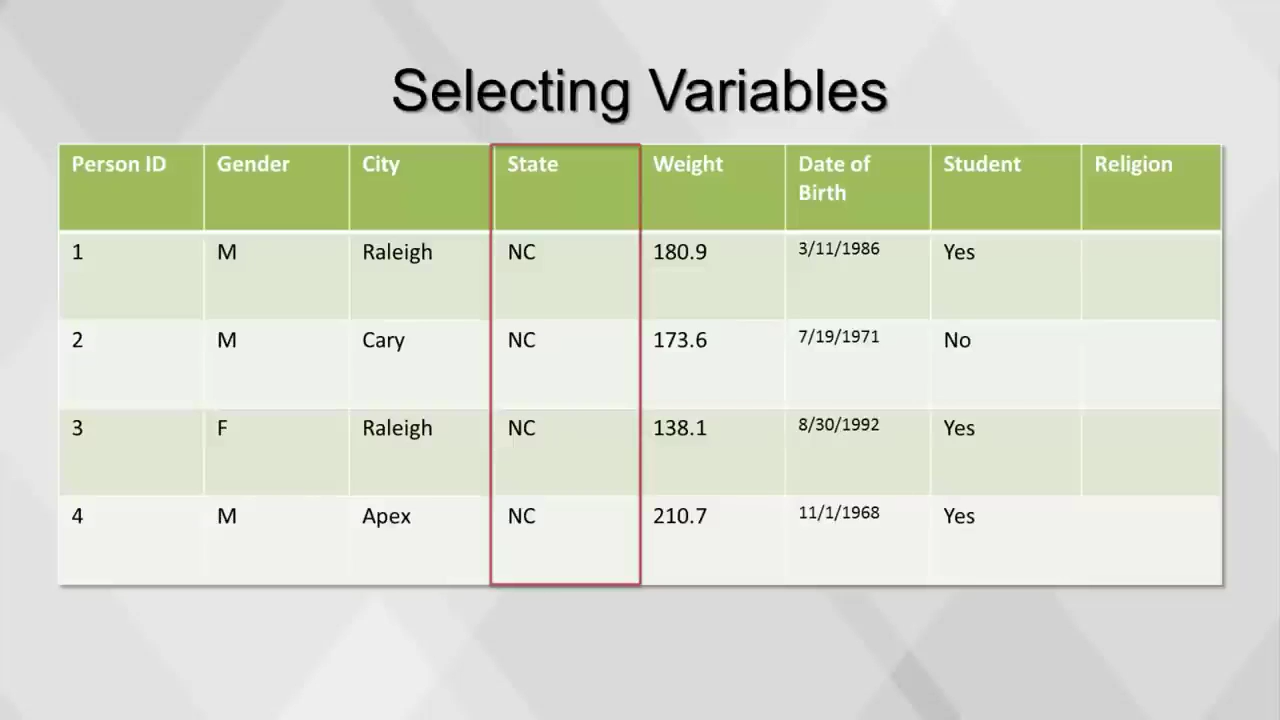 Selecting Variables
Person ID Gender City State Weight Date of Birth Student Religion
1 M Raleigh NC 180.9 3/11/1986 Yes
2 M Cary NC 173.6 7/19/1971 No
3 F Raleigh NC 138.1 8/30/1992 Yes
4 M Apex NC 210.7 11/1/1968 Yes